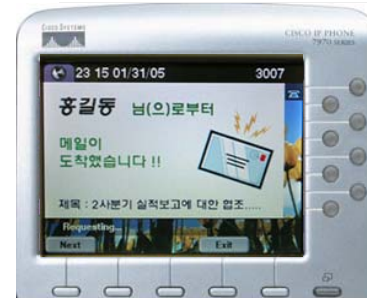 CISCO SYSTEMS
CISCO IP PHONE
7970 SERIES
23 15 01/31/05 3007
홍길동 님(으)로부터
메일이
도착했습니다 !!
제목 : 2사분기 실적보고에 대한 협조.....
Requesting...
Next Exit